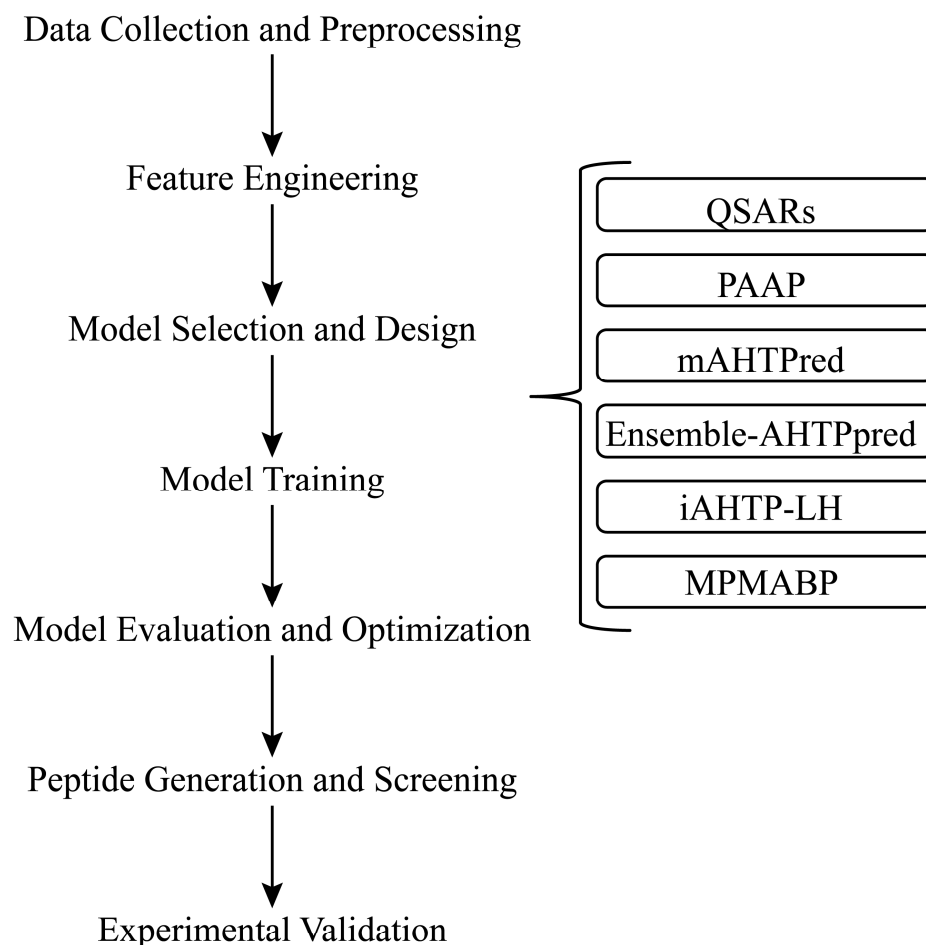 Data Collection and Preprocessing
Feature Engineering
Model Selection and Design
Model Training
Model Evaluation and Optimization
Peptide Generation and Screening
Experimental Validation
QSARs
PAAP
mAHTPred
Ensemble-AHTPpred
iAHTP-LH
MPMABP